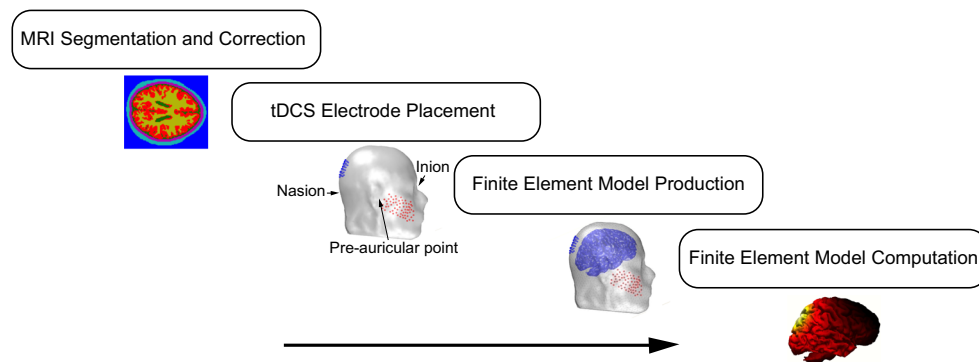 MRI Segmentation and Correction
tDCS Electrode Placement
Inion
Nasion
Pre-auricular point
Finite Element Model Production
Finite Element Model Computation